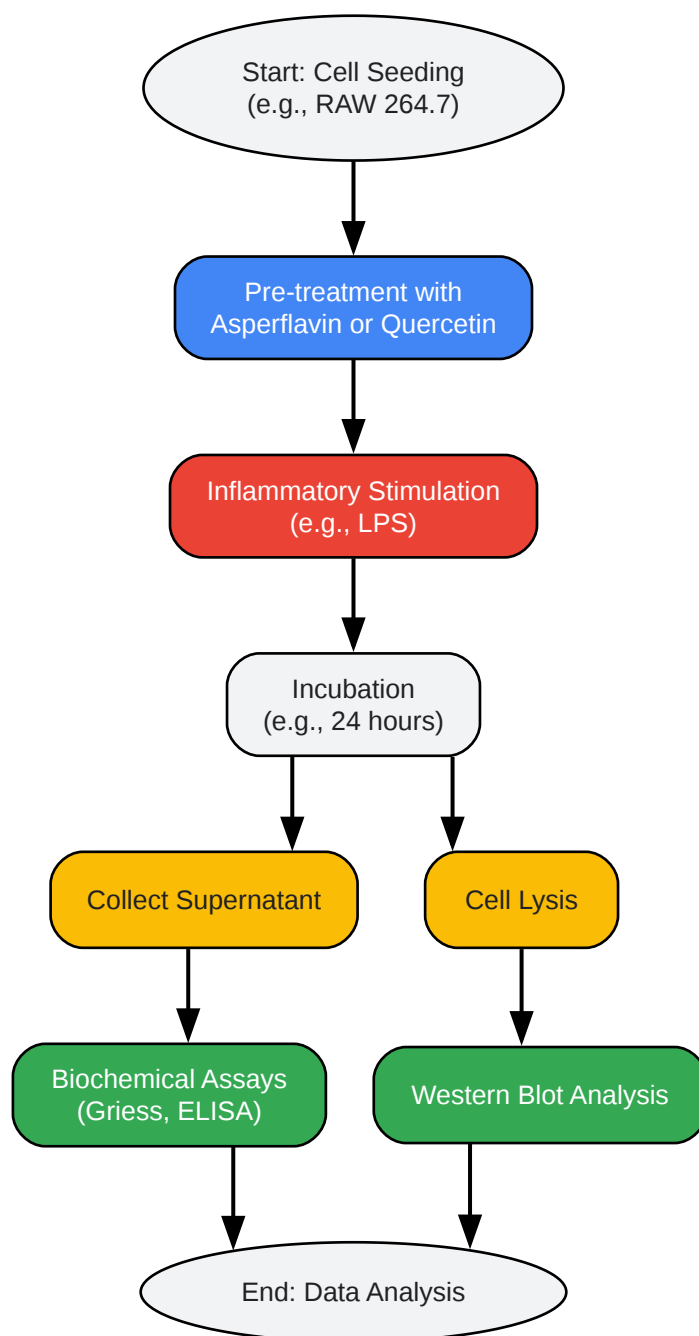 Start: Cell Seeding
(e.g., RAW 264.7)
Pre-treatment with
Asperflavin or Quercetin
Inflammatory Stimulation
(e.g., LPS)
Incubation
(e.g., 24 hours)
Collect Supernatant
Cell Lysis
Biochemical Assays
(Griess, ELISA)
Western Blot Analysis
End: Data Analysis